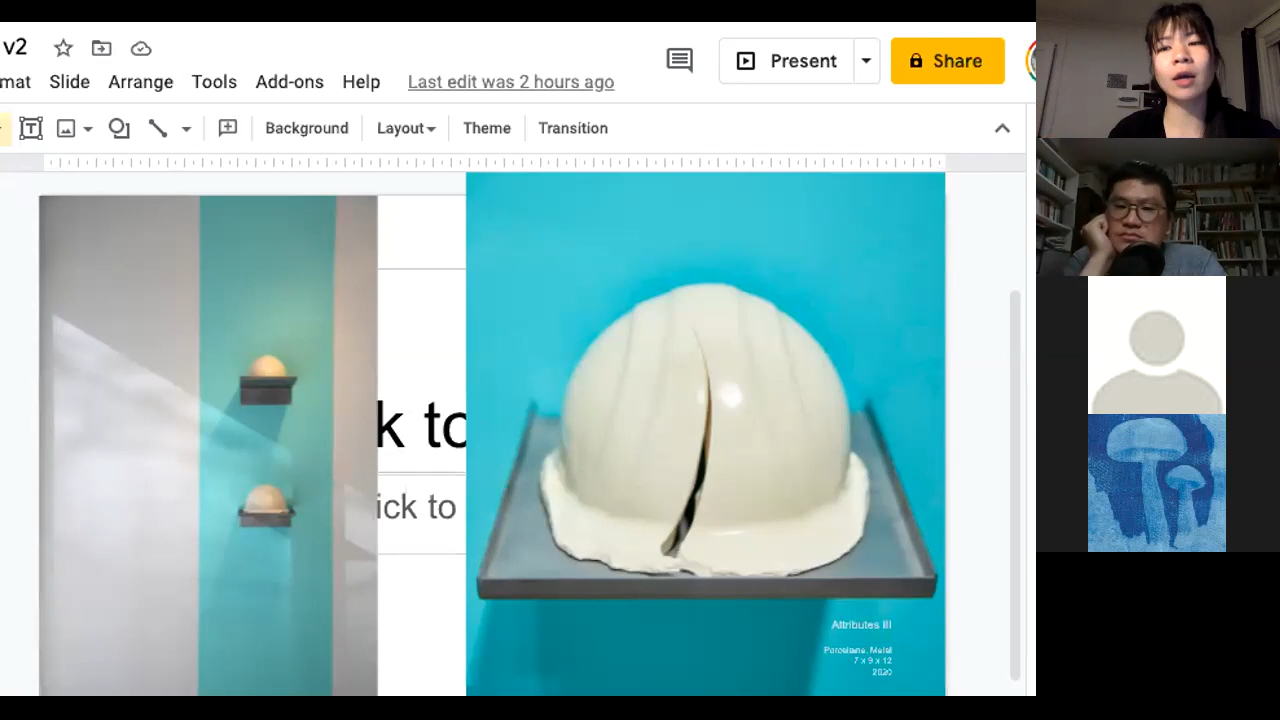 v2
Present
Share
mat Slide Arrange Tools Add-ons Help Last edit was 2 hours ago
Background Layout Theme Transition
k to
ick to
Attributes III
Porcelaine, Metal
7 x 9 x 12
2020